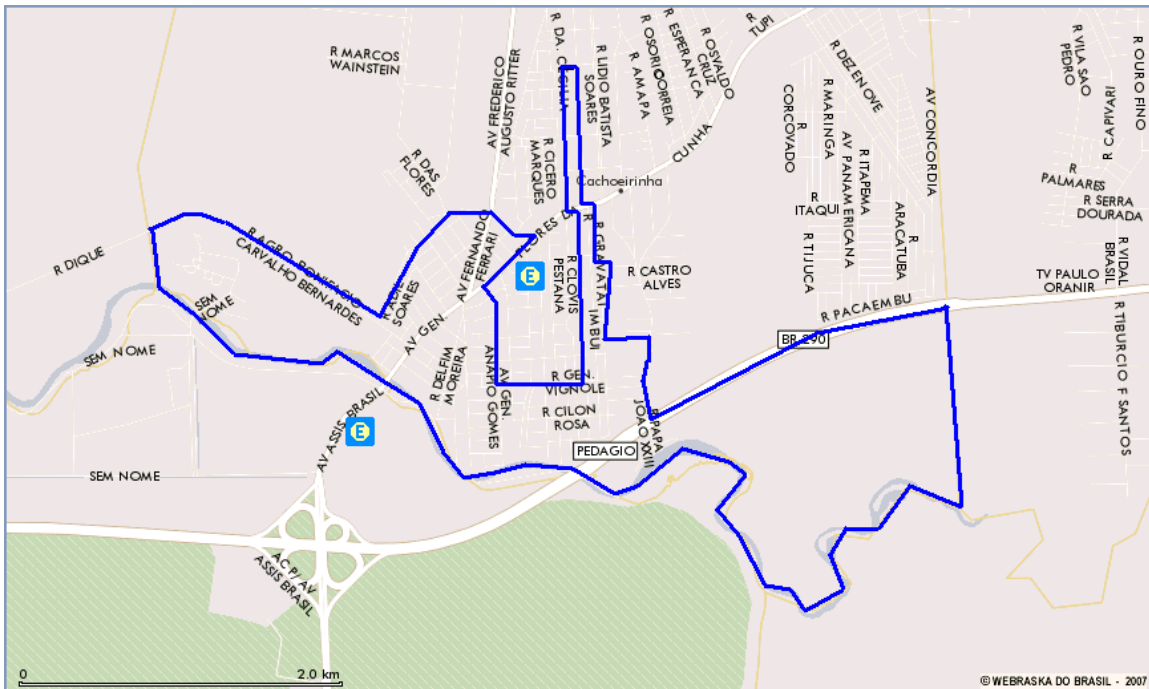 R MARCOS
WAINSTEIN
AV FREDERICO
AUGUSTO RITTER
R DA. CECILIA
R LIDIO BATISTA
SOARES
R OSORIO CORREIA
R AMAPA
R ESPERANCA
R OSVALDO
CRUZ
R
TUPI
R DEZENOVE
R VILA SAO
PEDRO
R OURO FINO
R CAPIVARI
R
CORCOVADO
R MARINGA
AV PANAMERICANA
R ITAPEMA
AV CONCORDIA
R DAS
FLORES
R CICERO
MARQUES
CUNHA
Cachoeirinha
R
ITAQUI
R
ARACATUBA
R
PALMARES
R SERRA
DOURADA
R DIQUE
R AGRO. BONIFACIO
CARVALHO BERNARDES
AV FERNANDO
FERRARI
FLORES DA
E
R CLOVIS
PESTANA
R
R GRAVATAI
IMBUI
R CASTRO
ALVES
R TIJUCA
R VIDAL
BRASIL
TV PAULO
ORANIR
SEM
NOME
SOARES
AV GEN.
R PACAEMBU
BR 290
R TIBURCIO F SANTOS
SEM NOME
R DELFIM
MOREIRA
AV. GEN.
ANAPIO GOMES
R GEN.
VIGNOLE
R CILON
ROSA
R PAPA
JOAO XXIII
AV ASSIS BRASIL
E
PEDAGIO
SEM NOME
AC P/ AV
ASSIS BRASIL
0
2.0 km
© WEBRASKA DO BRASIL - 2007